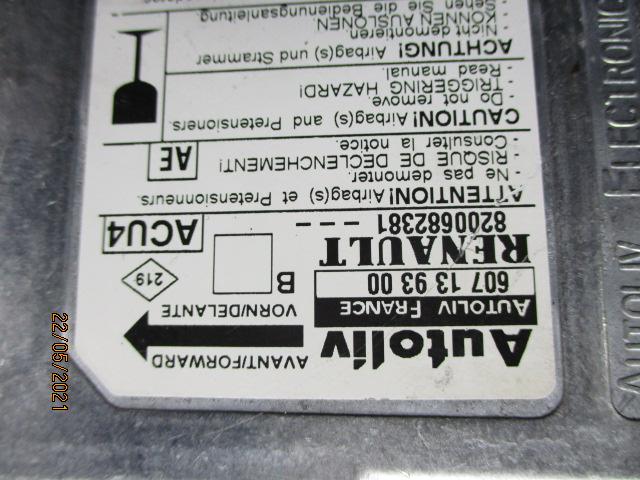 Autoliv
AVANT/FORWARD
AUTOLIV FRANCE
VORN/DELANTE
607 13 93 00
B
219
RENAULT
8200682381 - - -
ACU4
ATTENTION! Airbag(s) et Pretensionneurs.
- Ne pas demonter.
- RISQUE DE DECLENCHEMENT!
- Consulter la notice.
AE
CAUTION! Airbag(s) and Pretensioners.
- Do not remove.
TRIGGERING HAZARD!
- Read manual.
ACHTUNG! Airbag(s) und Strammer
- Nicht demontieren.
- KÖNNEN AUSLÖSEN.
- Sehen Sie die Bedienungsanleitung
AUTOLIV ELECTRONIC
22/05/2021